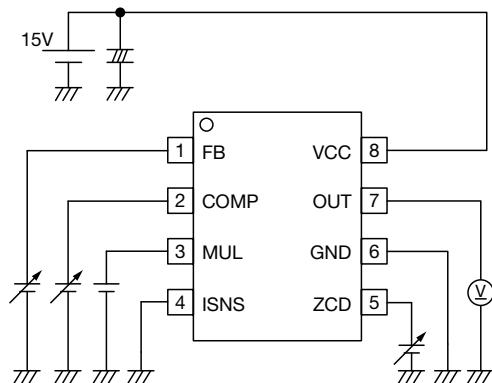 15V
1 FB VCC 8
2 COMP OUT 7
3 MUL GND 6
4 ISNS ZCD 5
V